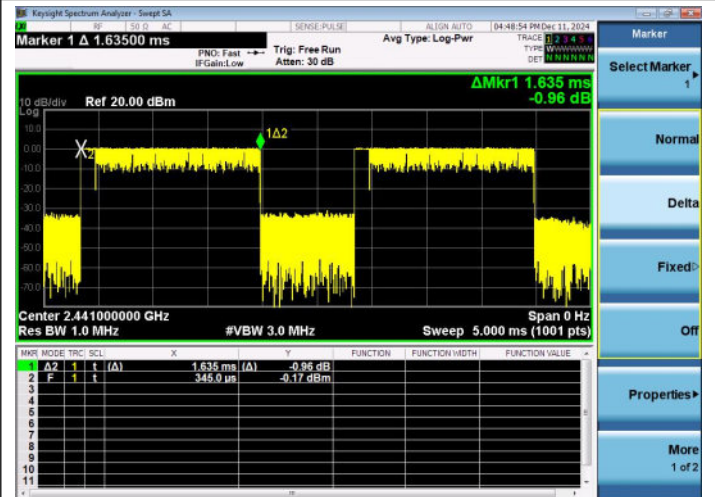 Keysight Spectrum Analyzer - Swept SA
RF 50 Ω AC SENSE:PULSE ALIGN AUTO 04:48:54 PM Dec 11, 2024
Marker 1 Δ 1.63500 ms
PNO: Fast
IFGain:Low
Trig: Free Run
Atten: 30 dB
Avg Type: Log-Pwr
TRACE 1 2 3 4 5 6
TYPE WWWWWW
DET N N N N N N
ΔMkr1 1.635 ms
-0.96 dB
10 dB/div Ref 20.00 dBm
Log
10.0
0.00
-10.0
-20.0
-30.0
-40.0
-50.0
-60.0
-70.0
X2
1Δ2
Center 2.441000000 GHz Span 0 Hz
Res BW 1.0 MHz #VBW 3.0 MHz Sweep 5.000 ms (1001 pts)
MKR MODE TRC SCL X Y FUNCTION FUNCTION WIDTH FUNCTION VALUE
1 Δ2 1 t (Δ) 1.635 ms (Δ) -0.96 dB
2 F 1 t 345.0 µs -0.17 dBm
3
4
5
6
7
8
9
10
11
Marker
Select Marker
1
Normal
Delta
Fixed
Off
Properties
More
1 of 2